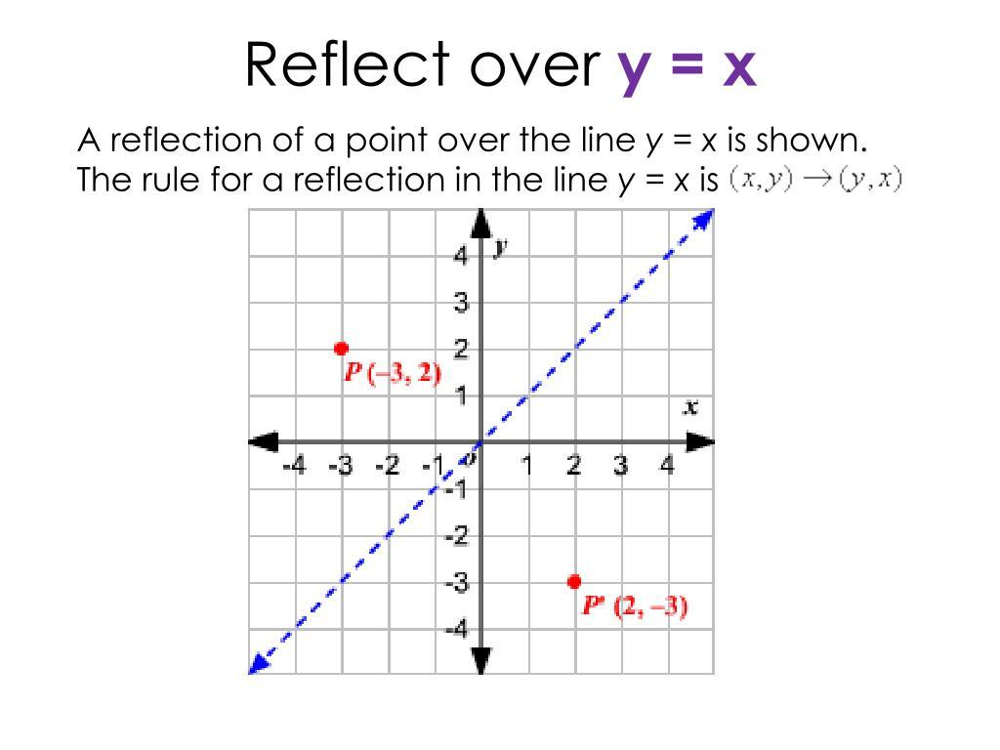 Reflect over y = x
A reflection of a point over the line y = x is shown.
The rule for a reflection in the line y = x is (x,y) → (y,x)
y
4
3
2
P (–3, 2)
1
x
-4 -3 -2 -1 o 1 2 3 4
-1
-2
-3
P' (2, –3)
-4